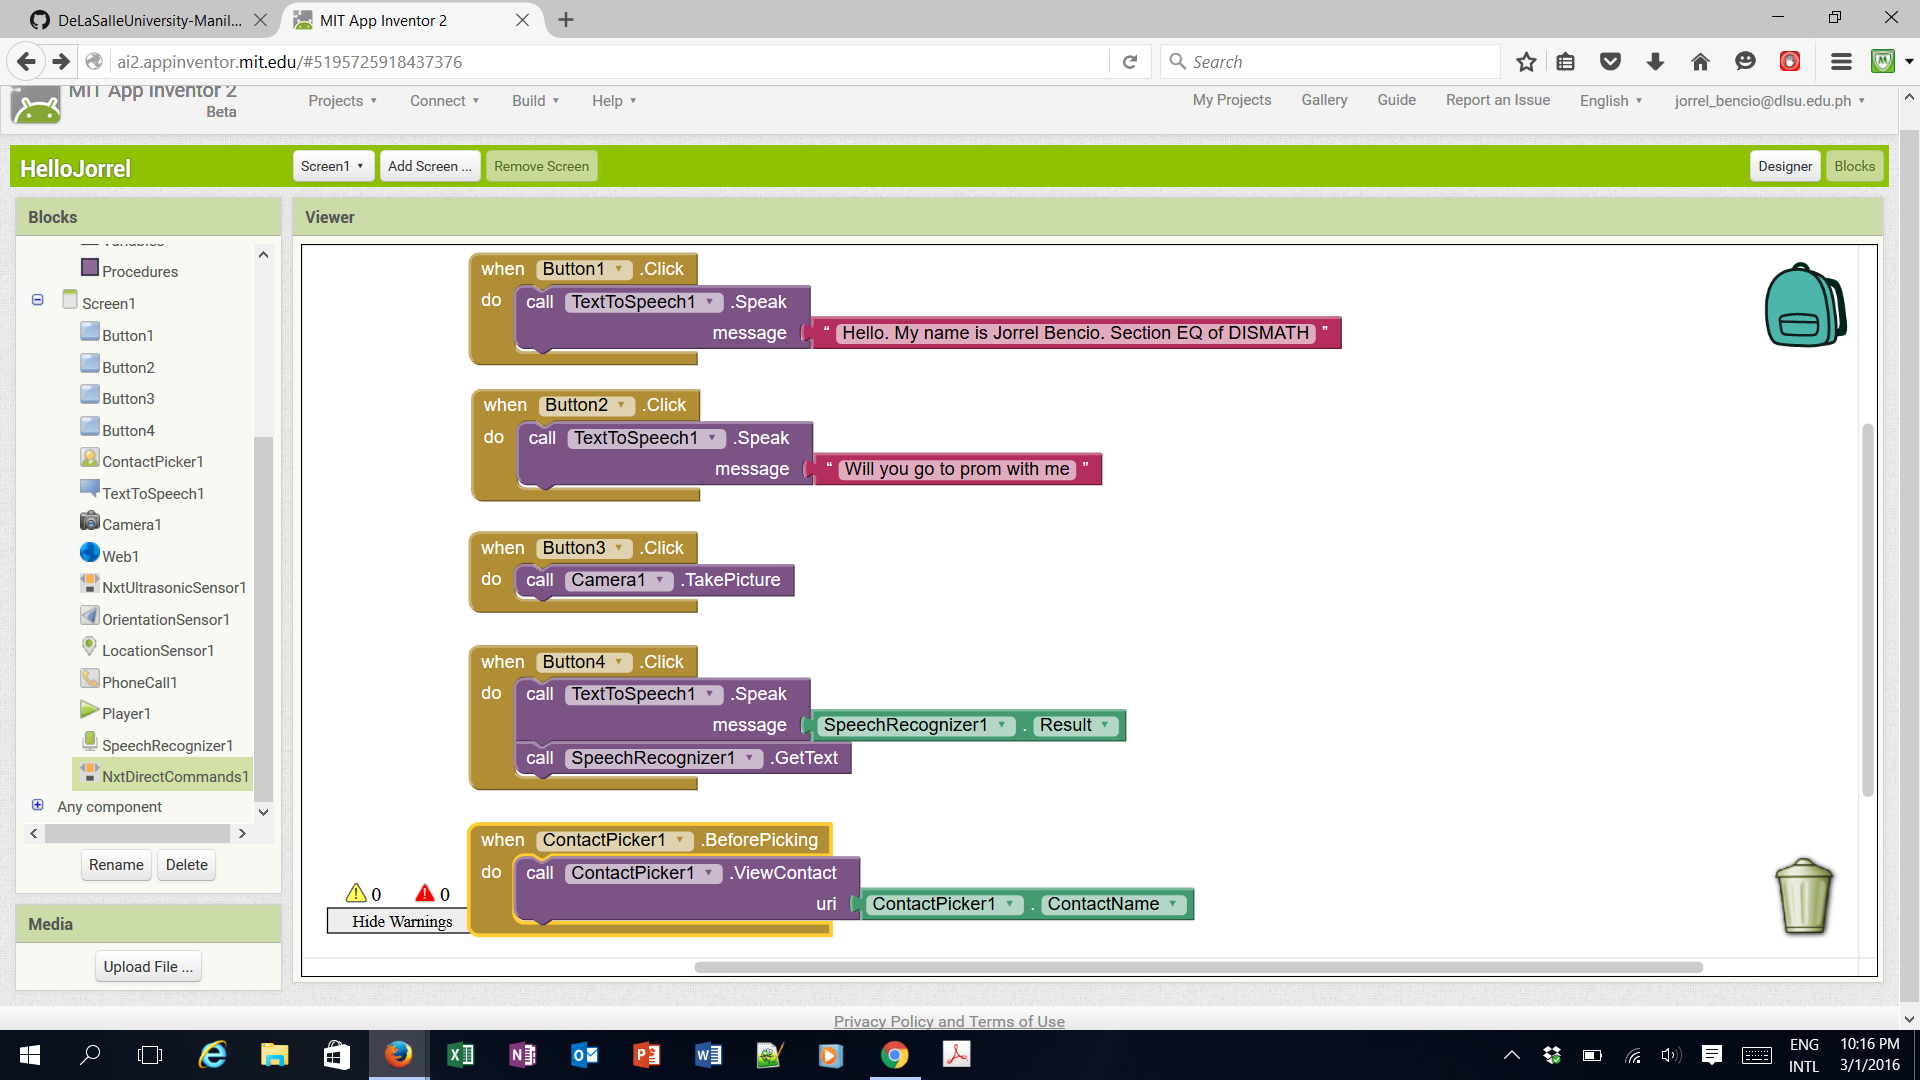 DeLaSalleUniversity-Manil...
MIT App Inventor 2
ai2.appinventor.mit.edu/#5195725918437376
Search
MIT App Inventor 2
Beta
Projects
Connect
Build
Help
My Projects
Gallery
Guide
Report an Issue
English
jorrel_bencio@dlsu.edu.ph
HelloJorrel
Screen1
Add Screen ...
Remove Screen
Designer
Blocks
Blocks
Variables
Procedures
Screen1
Button1
Button2
Button3
Button4
ContactPicker1
TextToSpeech1
Camera1
Web1
NxtUltrasonicSensor1
OrientationSensor1
LocationSensor1
PhoneCall1
Player1
SpeechRecognizer1
NxtDirectCommands1
Any component
Rename
Delete
Media
Upload File ...
Viewer
when Button1 .Click
do call TextToSpeech1 .Speak
message “ Hello. My name is Jorrel Bencio. Section EQ of DISMATH ”
when Button2 .Click
do call TextToSpeech1 .Speak
message “ Will you go to prom with me ”
when Button3 .Click
do call Camera1 .TakePicture
when Button4 .Click
do call TextToSpeech1 .Speak
message SpeechRecognizer1 . Result
call SpeechRecognizer1 .GetText
when ContactPicker1 .BeforePicking
do call ContactPicker1 .ViewContact
uri ContactPicker1 . ContactName
0 0
Hide Warnings
Privacy Policy and Terms of Use
ENG
INTL
10:16 PM
3/1/2016